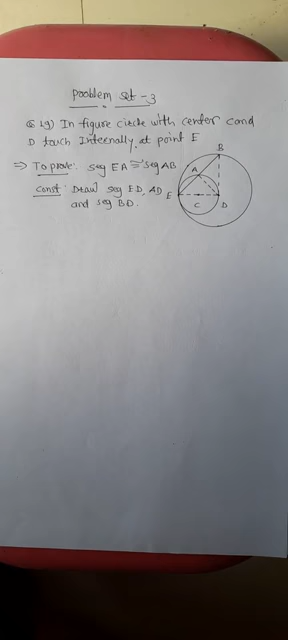 Problem set - 3
Q 19) In figure circle with center C and
D touch Internally at point E
⇒ To prove: seg EA ≅ seg AB
Const: Draw seg ED, AD
and seg BD.
B
A
E
C
D